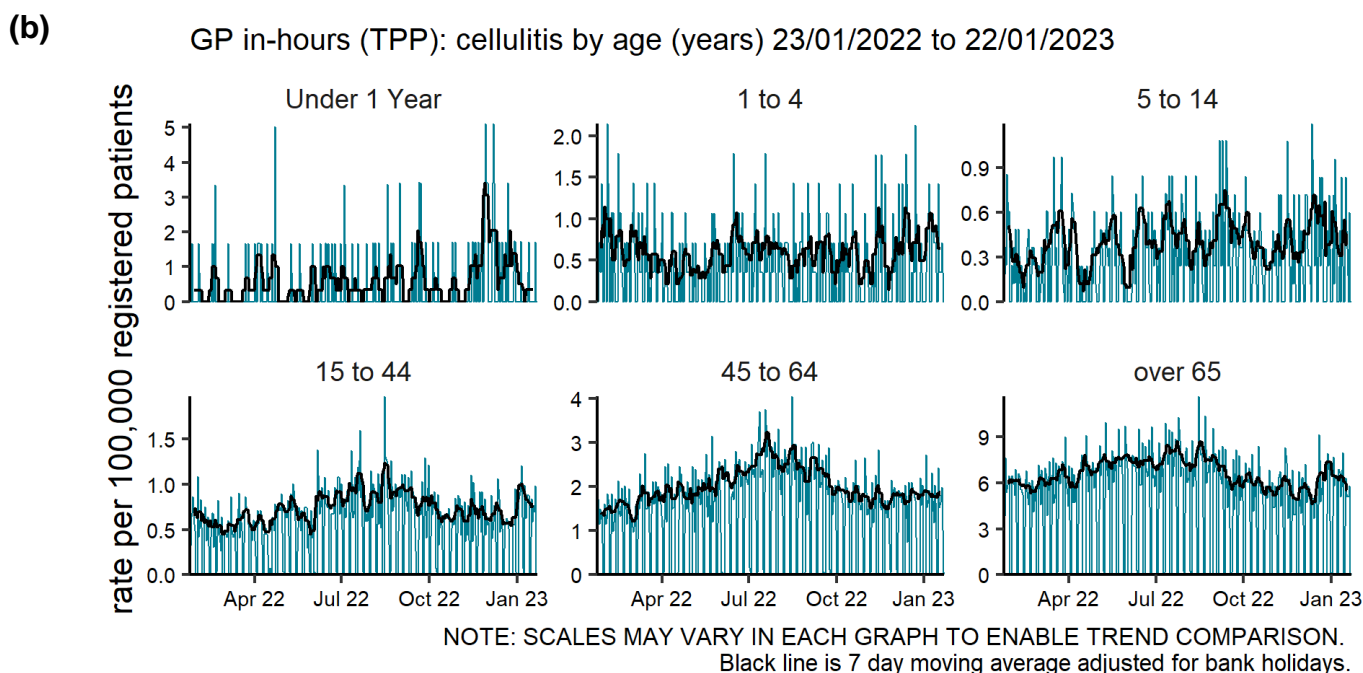 (b)
GP in-hours (TPP): cellulitis by age (years) 23/01/2022 to 22/01/2023
rate per 100,000 registered patients
Under 1 Year
5
4
3
2
1
0
1 to 4
2.0
1.5
1.0
0.5
0.0
5 to 14
0.9
0.6
0.3
0.0
15 to 44
1.5
1.0
0.5
0.0
Apr 22 Jul 22 Oct 22 Jan 23
45 to 64
4
3
2
1
0
Apr 22 Jul 22 Oct 22 Jan 23
over 65
9
6
3
0
Apr 22 Jul 22 Oct 22 Jan 23
NOTE: SCALES MAY VARY IN EACH GRAPH TO ENABLE TREND COMPARISON.
Black line is 7 day moving average adjusted for bank holidays.